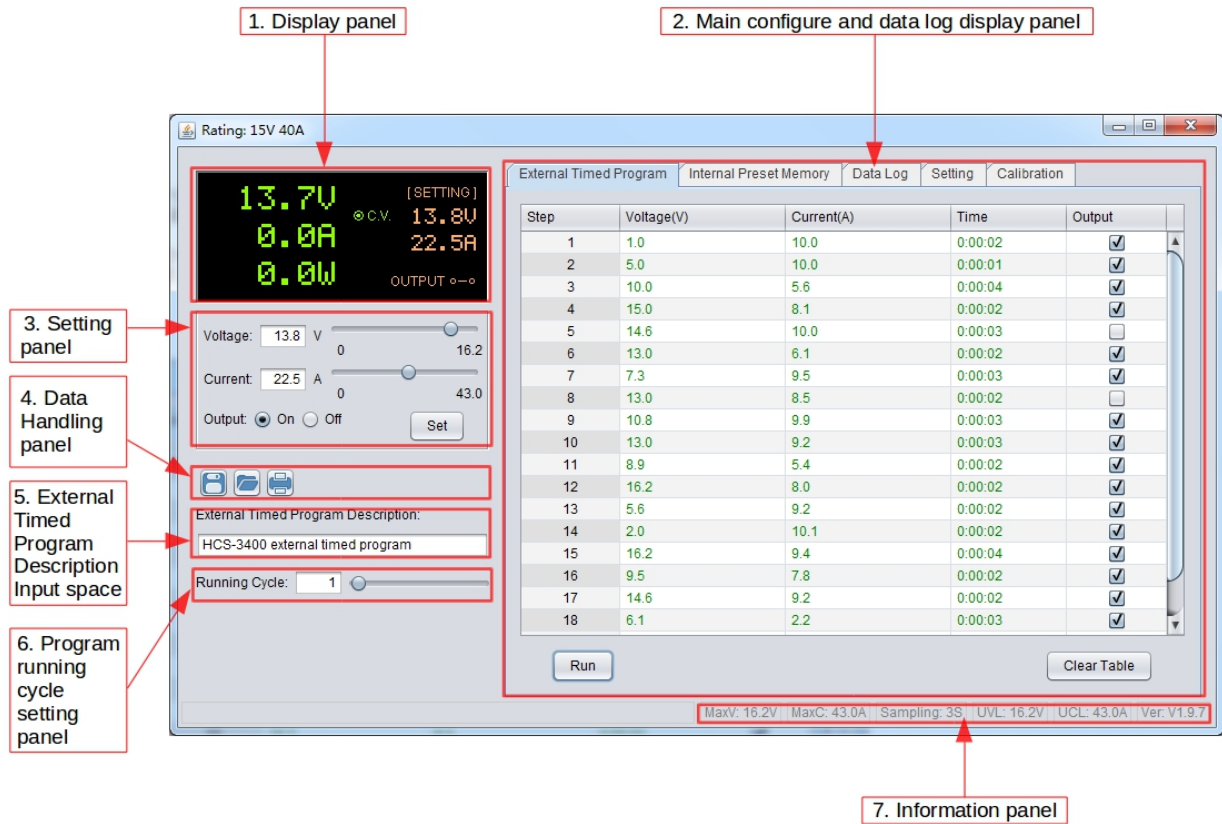 1. Display panel
2. Main configure and data log display panel
Rating: 15V 40A
13.7V
0.0A
0.0W
C.V.
[SETTING]
13.8V
22.5A
OUTPUT
3. Setting
panel
Voltage: 13.8 V
0 16.2
Current: 22.5 A
0 43.0
Output: On Off Set
4. Data
Handling
panel
5. External
Timed
Program
Description
Input space
External Timed Program Description:
HCS-3400 external timed program
Running Cycle: 1
6. Program
running
cycle
setting
panel
External Timed Program Internal Preset Memory Data Log Setting Calibration
Step Voltage(V) Current(A) Time Output
1 1.0 10.0 0:00:02
2 5.0 10.0 0:00:01
3 10.0 5.6 0:00:04
4 15.0 8.1 0:00:02
5 14.6 10.0 0:00:03
6 13.0 6.1 0:00:02
7 7.3 9.5 0:00:03
8 13.0 8.5 0:00:02
9 10.8 9.9 0:00:03
10 13.0 9.2 0:00:03
11 8.9 5.4 0:00:02
12 16.2 8.0 0:00:02
13 5.6 9.2 0:00:02
14 2.0 10.1 0:00:02
15 16.2 9.4 0:00:04
16 9.5 7.8 0:00:02
17 14.6 9.2 0:00:02
18 6.1 2.2 0:00:03
Run Clear Table
MaxV: 16.2V MaxC: 43.0A Sampling: 3S UVL: 16.2V UCL: 43.0A Ver: V1.9.7
7. Information panel